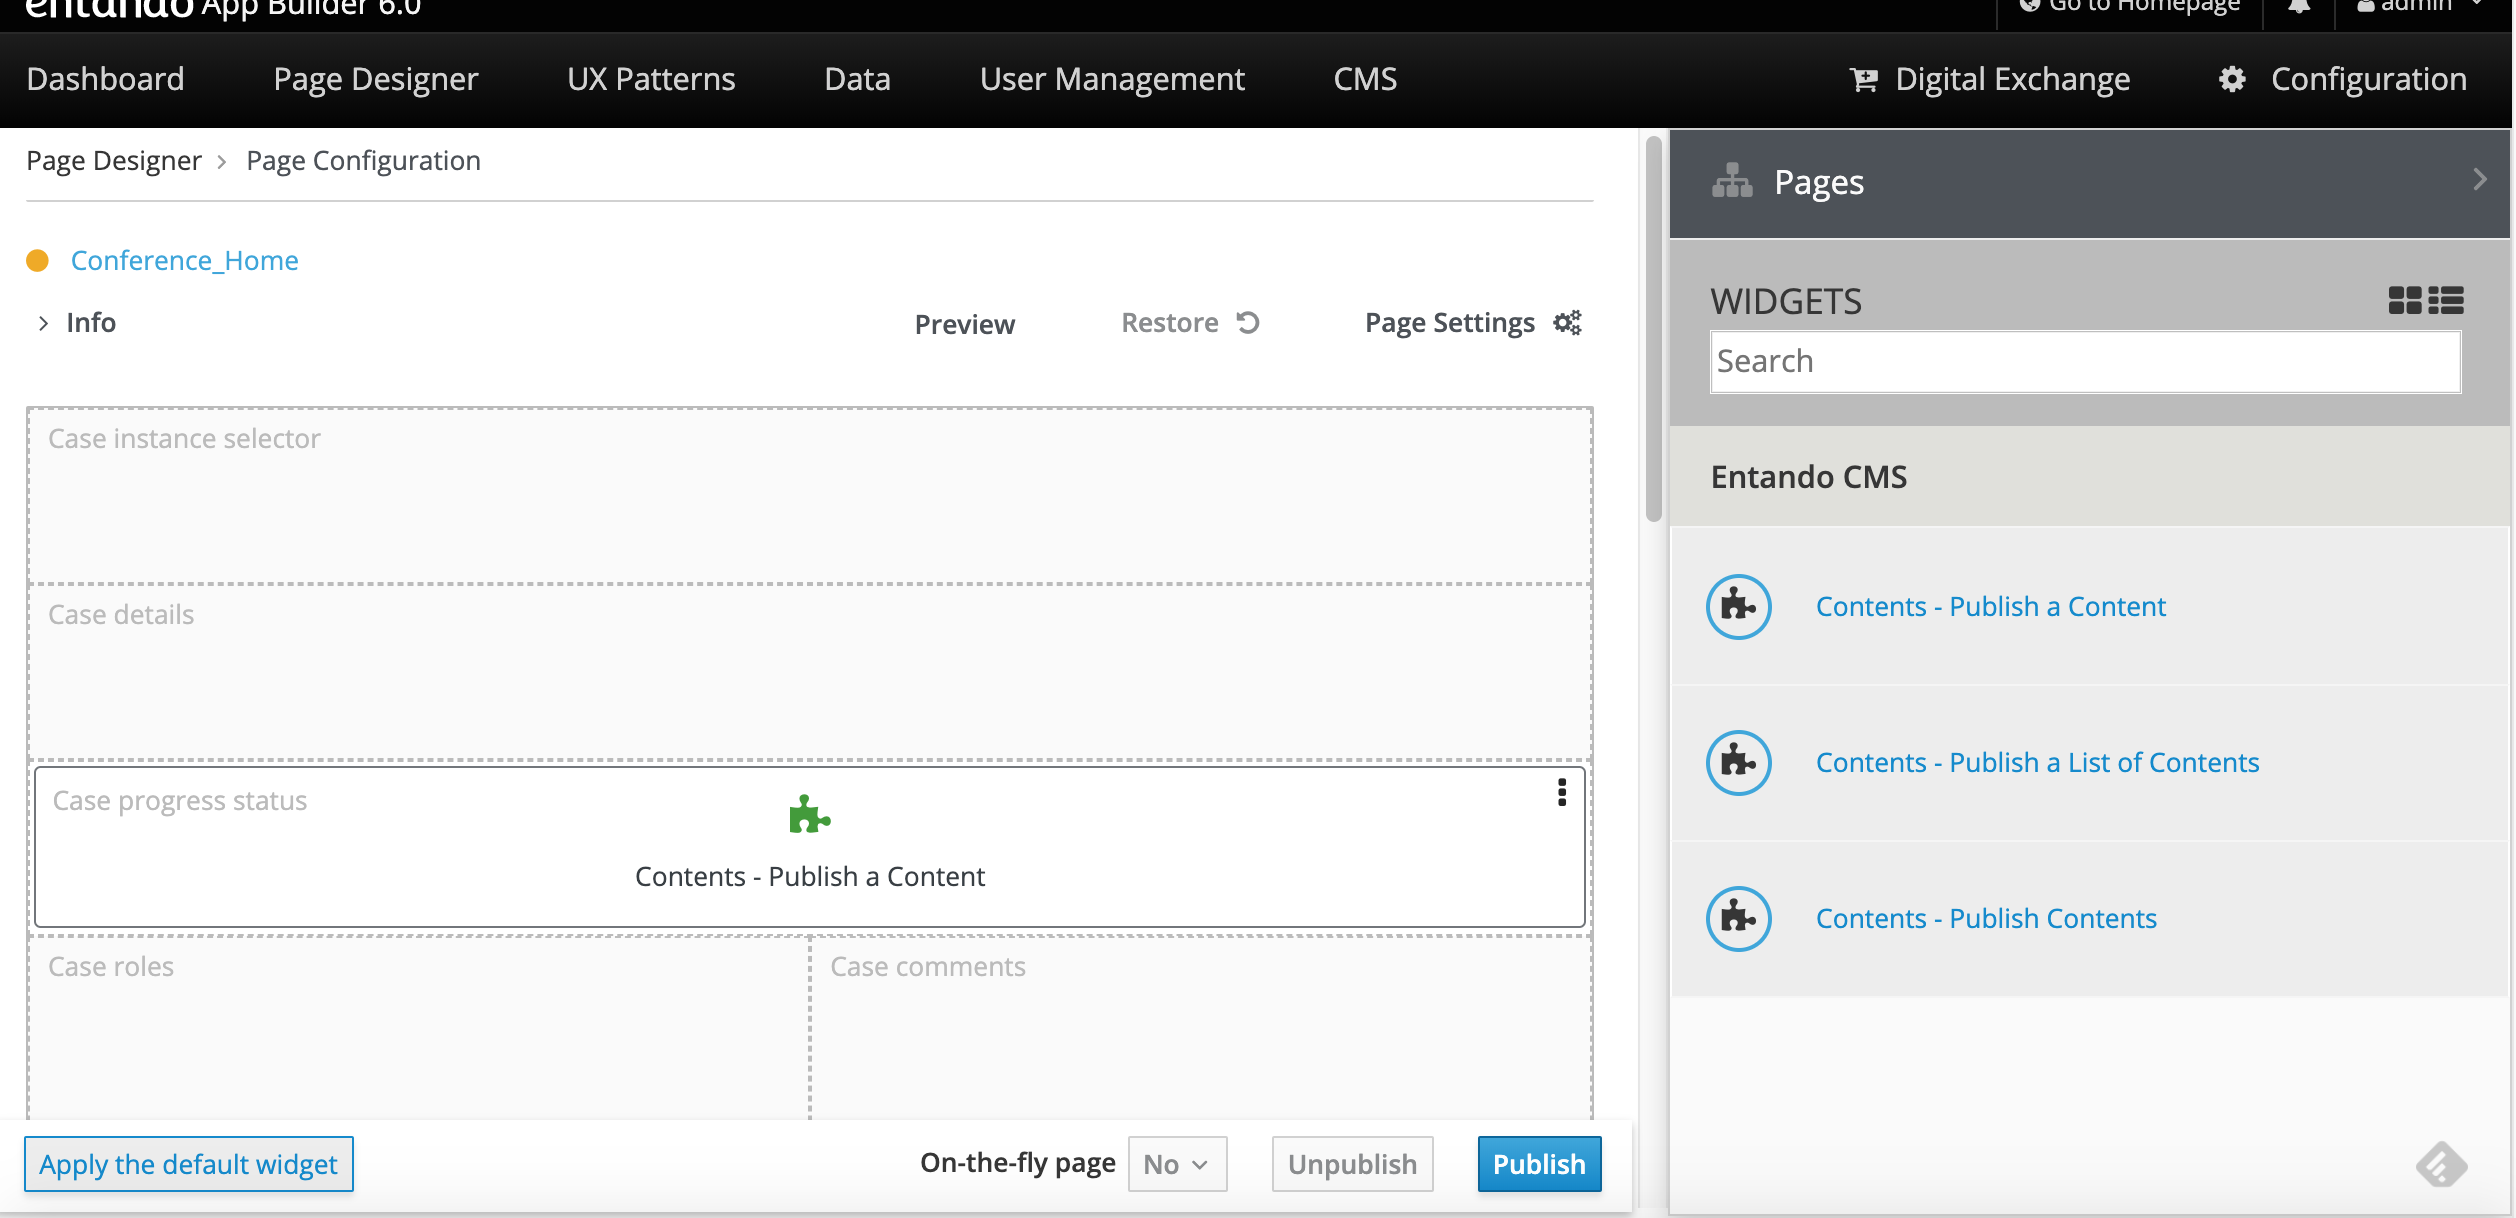 entando App Builder 6.0
Go to Homepage
admin
Dashboard
Page Designer
UX Patterns
Data
User Management
CMS
Digital Exchange
Configuration
Page Designer > Page Configuration
Conference_Home
Info
Preview
Restore
Page Settings
Case instance selector
Case details
Case progress status
Contents - Publish a Content
Case roles
Case comments
Apply the default widget
On-the-fly page
No
Unpublish
Publish
Pages
WIDGETS
Search
Entando CMS
Contents - Publish a Content
Contents - Publish a List of Contents
Contents - Publish Contents